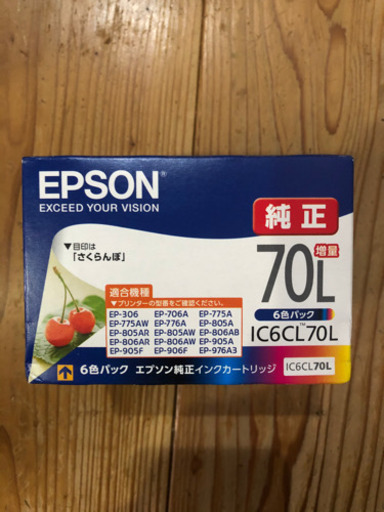 EPSON®
EXCEED YOUR VISION
純正
▼目印は
「さくらんぼ」
増量
70L
6色パック
IC6CL™70L
適合機種
▼プリンターの型番をご確認ください。
EP-306 EP-706A EP-775A
EP-775AW EP-776A EP-805A
EP-805AR EP-805AW EP-806AB
EP-806AR EP-806AW EP-905A
EP-905F EP-906F EP-976A3
6色パック エプソン純正インクカートリッジ
IC6CL70L